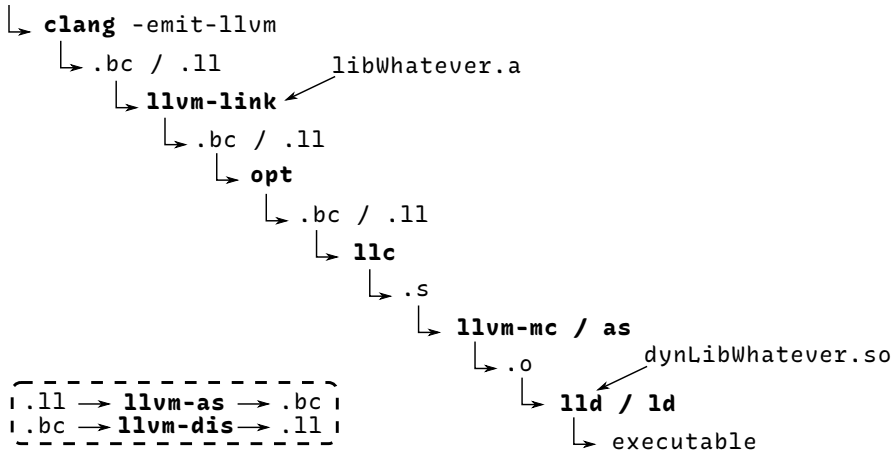 clang -emit-llvm
.bc / .ll
libWhatever.a
llvm-link
.bc / .ll
opt
.bc / .ll
llc
.s
llvm-mc / as
dynLibWhatever.so
.o
lld / ld
executable
.ll llvm-as .bc
.bc llvm-dis .ll